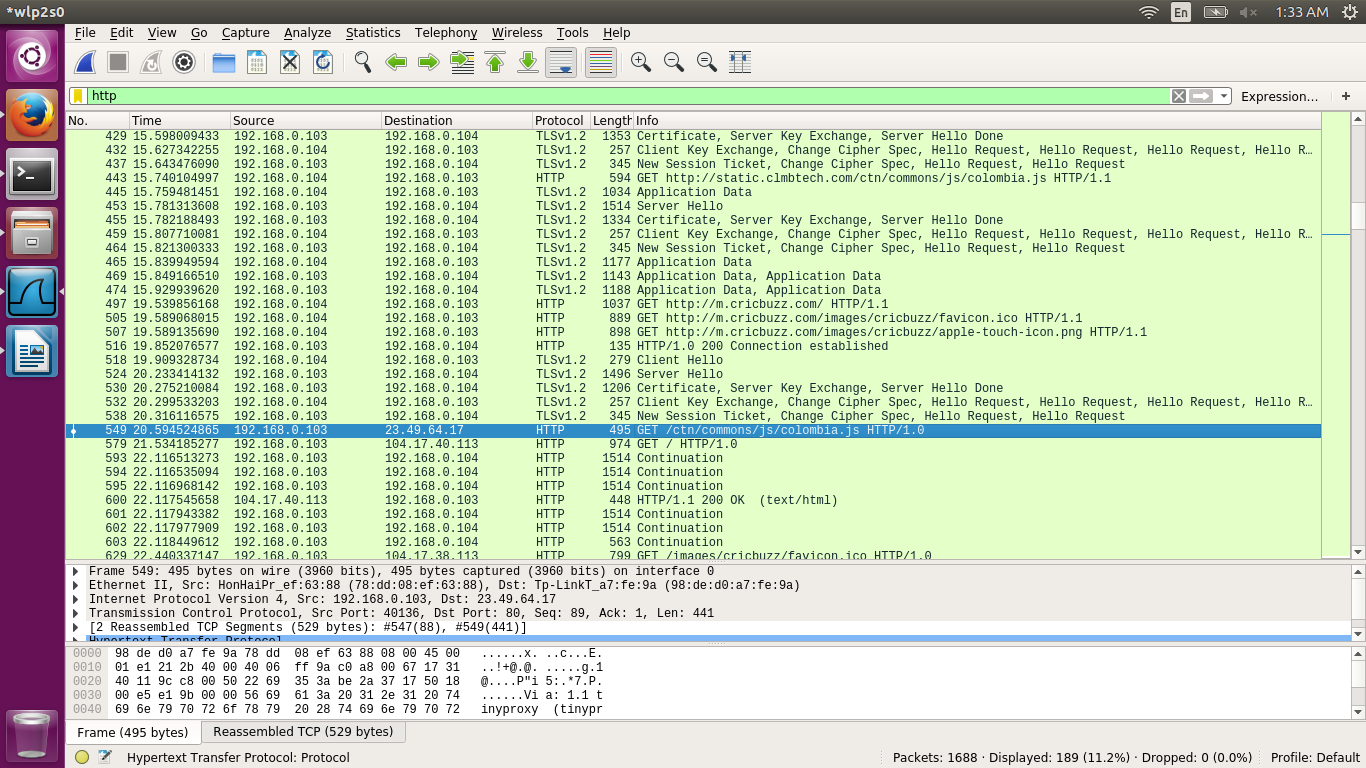 *wlp2s0 En 1:33 AM
File Edit View Go Capture Analyze Statistics Telephony Wireless Tools Help
http Expression… +
No. Time Source Destination Protocol Length Info
429 15.598009433 192.168.0.103 192.168.0.104 TLSv1.2 1353 Certificate, Server Key Exchange, Server Hello Done
432 15.627342255 192.168.0.104 192.168.0.103 TLSv1.2 257 Client Key Exchange, Change Cipher Spec, Hello Request, Hello Request, Hello Request, Hello R…
437 15.643476090 192.168.0.103 192.168.0.104 TLSv1.2 345 New Session Ticket, Change Cipher Spec, Hello Request, Hello Request
443 15.740104997 192.168.0.104 192.168.0.103 HTTP 594 GET http://static.clmbtech.com/ctn/commons/js/colombia.js HTTP/1.1
445 15.759481451 192.168.0.104 192.168.0.103 TLSv1.2 1034 Application Data
453 15.781313608 192.168.0.103 192.168.0.104 TLSv1.2 1514 Server Hello
455 15.782188493 192.168.0.103 192.168.0.104 TLSv1.2 1334 Certificate, Server Key Exchange, Server Hello Done
459 15.807710081 192.168.0.104 192.168.0.103 TLSv1.2 257 Client Key Exchange, Change Cipher Spec, Hello Request, Hello Request, Hello Request, Hello R…
464 15.821300333 192.168.0.103 192.168.0.104 TLSv1.2 345 New Session Ticket, Change Cipher Spec, Hello Request, Hello Request
465 15.839949594 192.168.0.104 192.168.0.103 TLSv1.2 1177 Application Data
469 15.849166510 192.168.0.103 192.168.0.104 TLSv1.2 1143 Application Data, Application Data
474 15.929939620 192.168.0.103 192.168.0.104 TLSv1.2 1188 Application Data, Application Data
497 19.539856168 192.168.0.104 192.168.0.103 HTTP 1037 GET http://m.cricbuzz.com/ HTTP/1.1
505 19.589068015 192.168.0.104 192.168.0.103 HTTP 889 GET http://m.cricbuzz.com/images/cricbuzz/favicon.ico HTTP/1.1
507 19.589135690 192.168.0.104 192.168.0.103 HTTP 898 GET http://m.cricbuzz.com/images/cricbuzz/apple-touch-icon.png HTTP/1.1
516 19.852076577 192.168.0.103 192.168.0.104 HTTP 135 HTTP/1.0 200 Connection established
518 19.909328734 192.168.0.104 192.168.0.103 TLSv1.2 279 Client Hello
524 20.233414132 192.168.0.103 192.168.0.104 TLSv1.2 1496 Server Hello
530 20.275210084 192.168.0.103 192.168.0.104 TLSv1.2 1206 Certificate, Server Key Exchange, Server Hello Done
532 20.299533203 192.168.0.104 192.168.0.103 TLSv1.2 257 Client Key Exchange, Change Cipher Spec, Hello Request, Hello Request, Hello Request, Hello R…
538 20.316116575 192.168.0.103 192.168.0.104 TLSv1.2 345 New Session Ticket, Change Cipher Spec, Hello Request, Hello Request
549 20.594524865 192.168.0.103 23.49.64.17 HTTP 495 GET /ctn/commons/js/colombia.js HTTP/1.0
579 21.534185277 192.168.0.103 104.17.40.113 HTTP 974 GET / HTTP/1.0
593 22.116513273 192.168.0.103 192.168.0.104 HTTP 1514 Continuation
594 22.116535094 192.168.0.103 192.168.0.104 HTTP 1514 Continuation
595 22.116968142 192.168.0.103 192.168.0.104 HTTP 1514 Continuation
600 22.117545658 104.17.40.113 192.168.0.103 HTTP 448 HTTP/1.1 200 OK (text/html)
601 22.117943382 192.168.0.103 192.168.0.104 HTTP 1514 Continuation
602 22.117977909 192.168.0.103 192.168.0.104 HTTP 1514 Continuation
603 22.118449612 192.168.0.103 192.168.0.104 HTTP 563 Continuation
629 22.440337147 192.168.0.103 104.17.38.113 HTTP 799 GET /images/cricbuzz/favicon.ico HTTP/1.0
Frame 549: 495 bytes on wire (3960 bits), 495 bytes captured (3960 bits) on interface 0
Ethernet II, Src: HonHaiPr_ef:63:88 (78:dd:08:ef:63:88), Dst: Tp-LinkT_a7:fe:9a (98:de:d0:a7:fe:9a)
Internet Protocol Version 4, Src: 192.168.0.103, Dst: 23.49.64.17
Transmission Control Protocol, Src Port: 40136, Dst Port: 80, Seq: 89, Ack: 1, Len: 441
[2 Reassembled TCP Segments (529 bytes): #547(88), #549(441)]
Hypertext Transfer Protocol
0000 98 de d0 a7 fe 9a 78 dd 08 ef 63 88 08 00 45 00 ......x. ..c...E.
0010 01 e1 21 2b 40 00 40 06 ff 9a c0 a8 00 67 17 31 ..!+@.@. .....g.1
0020 40 11 9c c8 00 50 22 69 35 3a be 2a 37 17 50 18 @....P"i 5:.*7.P.
0030 00 e5 e1 9b 00 00 56 69 61 3a 20 31 2e 31 20 74 ......Vi a: 1.1 t
0040 69 6e 79 70 72 6f 78 79 20 28 74 69 6e 79 70 72 inyproxy (tinypr
Frame (495 bytes) Reassembled TCP (529 bytes)
Hypertext Transfer Protocol: Protocol Packets: 1688 · Displayed: 189 (11.2%) · Dropped: 0 (0.0%) Profile: Default